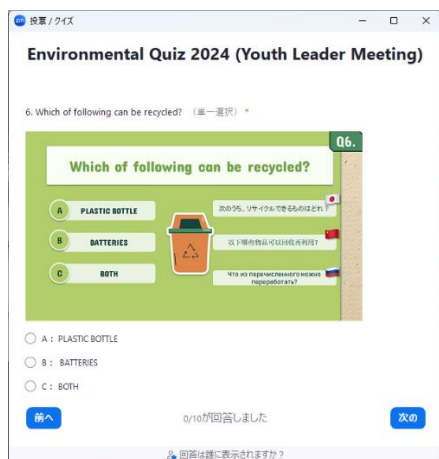 zm 投票 / クイズ
Environmental Quiz 2024 (Youth Leader Meeting)
6. Which of following can be recycled? （単一選択） *
Q6.
Which of following can be recycled?
A PLASTIC BOTTLE
B BATTERIES
C BOTH
次のうち、リサイクルできるものはどれ？
以下哪些物品可以回收再利用?
Что из перечисленного можно
переработать?
A： PLASTIC BOTTLE
B： BATTERIES
C： BOTH
前へ
0/10が回答しました
次の
回答は誰に表示されますか？